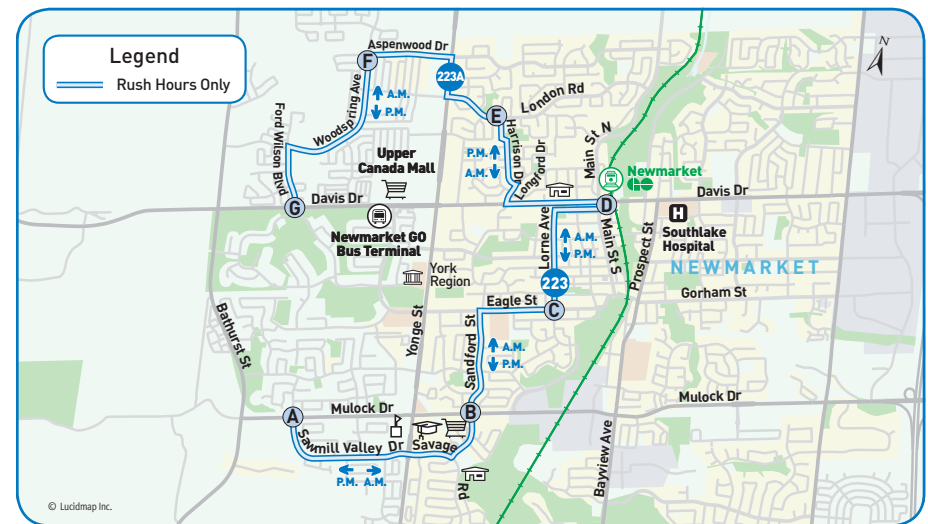 Legend
Rush Hours Only
N
Aspenwood Dr
F
223A
A.M.
P.M.
Woodspring Ave
Ford Wilson Blvd
London Rd
E
Harrison Dr
Longford Dr
P.M.
A.M.
Main St N
Upper
Canada Mall
Newmarket
GO
Davis Dr
G
Davis Dr
D
H
Southlake
Hospital
Newmarket GO
Bus Terminal
Lorne Ave
A.M.
P.M.
Main St S
Prospect St
NEWMARKET
York
Region
223
Gorham St
Eagle St
C
Bathurst St
Yonge St
Sandford St
A.M.
P.M.
Mulock Dr
A
Mulock Dr
B
Sawmill Valley Dr
Savage Rd
P.M.
A.M.
Bayview Ave
© Lucidmap Inc.